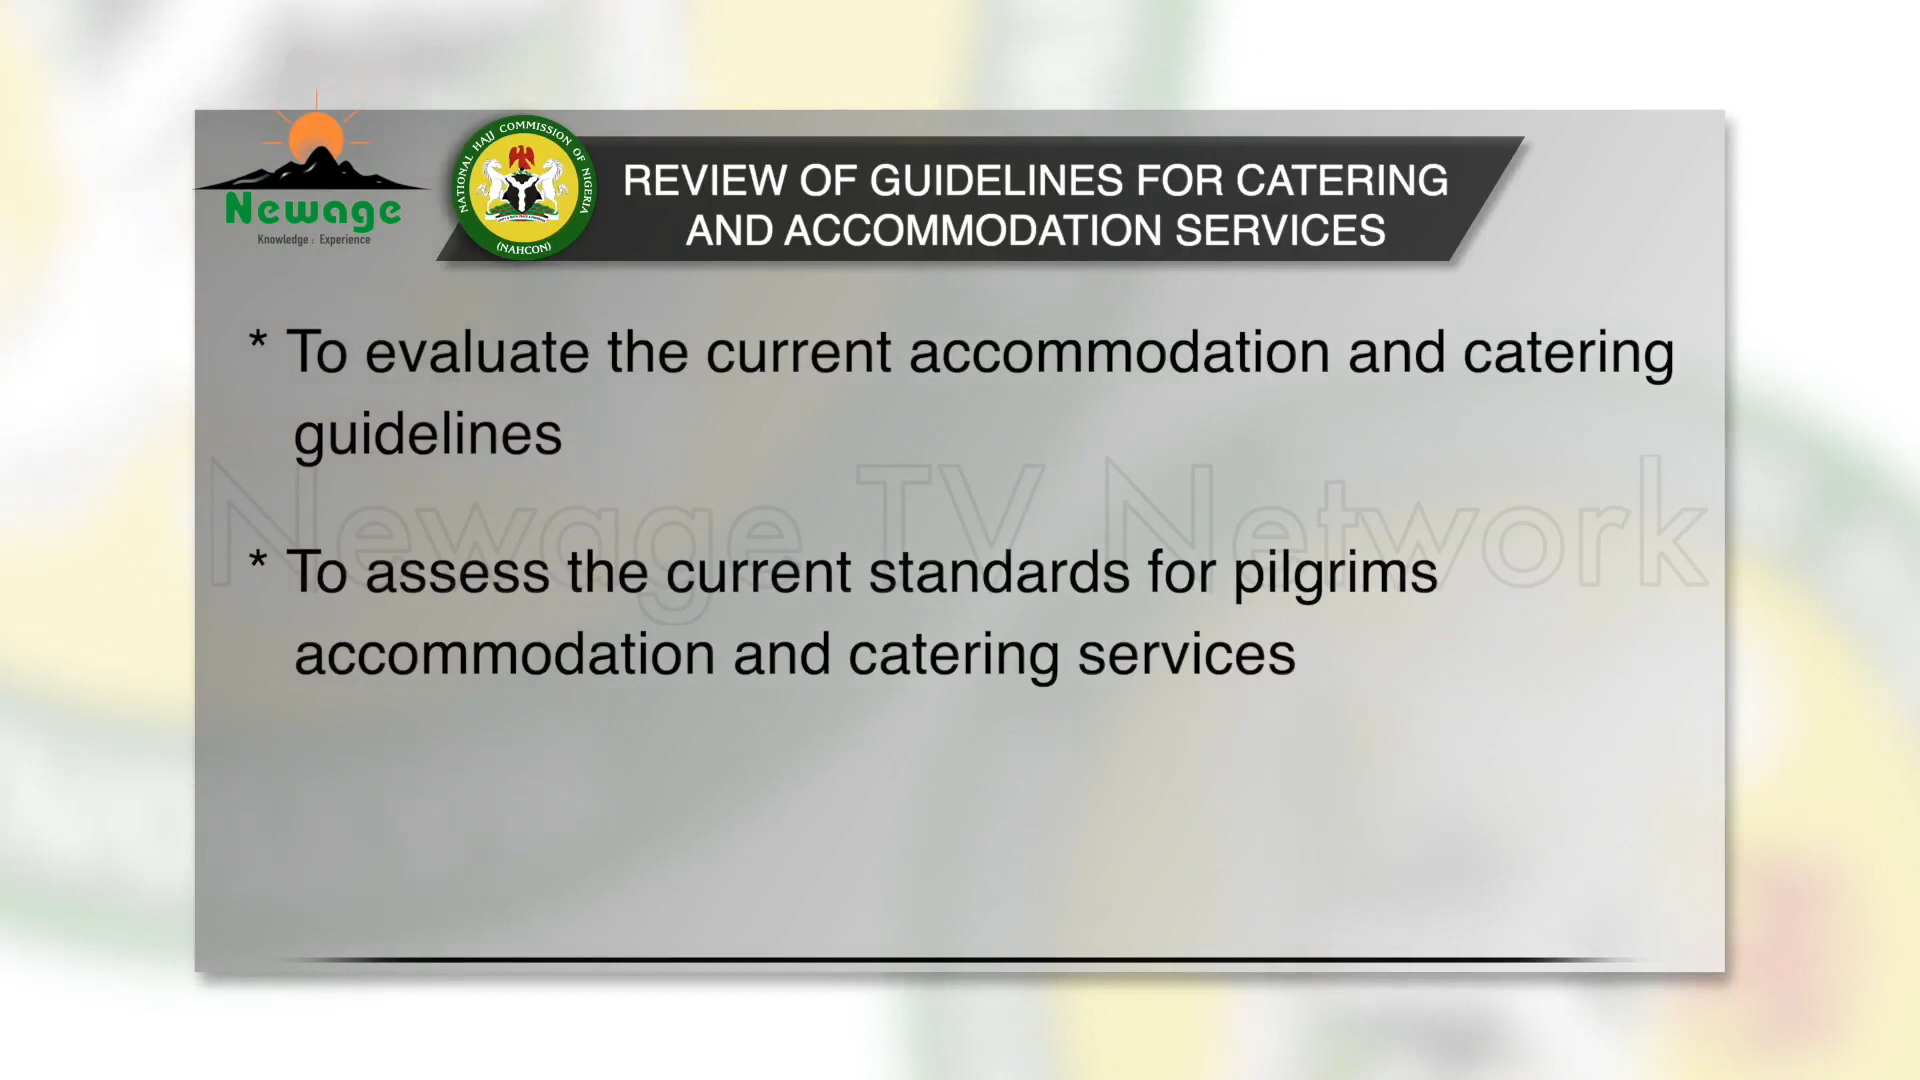 Newage
Knowledge : Experience
NATIONAL HAJJ COMMISSION OF NIGERIA
(NAHCON)
REVIEW OF GUIDELINES FOR CATERING
AND ACCOMMODATION SERVICES
* To evaluate the current accommodation and catering
guidelines
Newage TV Network
* To assess the current standards for pilgrims
accommodation and catering services